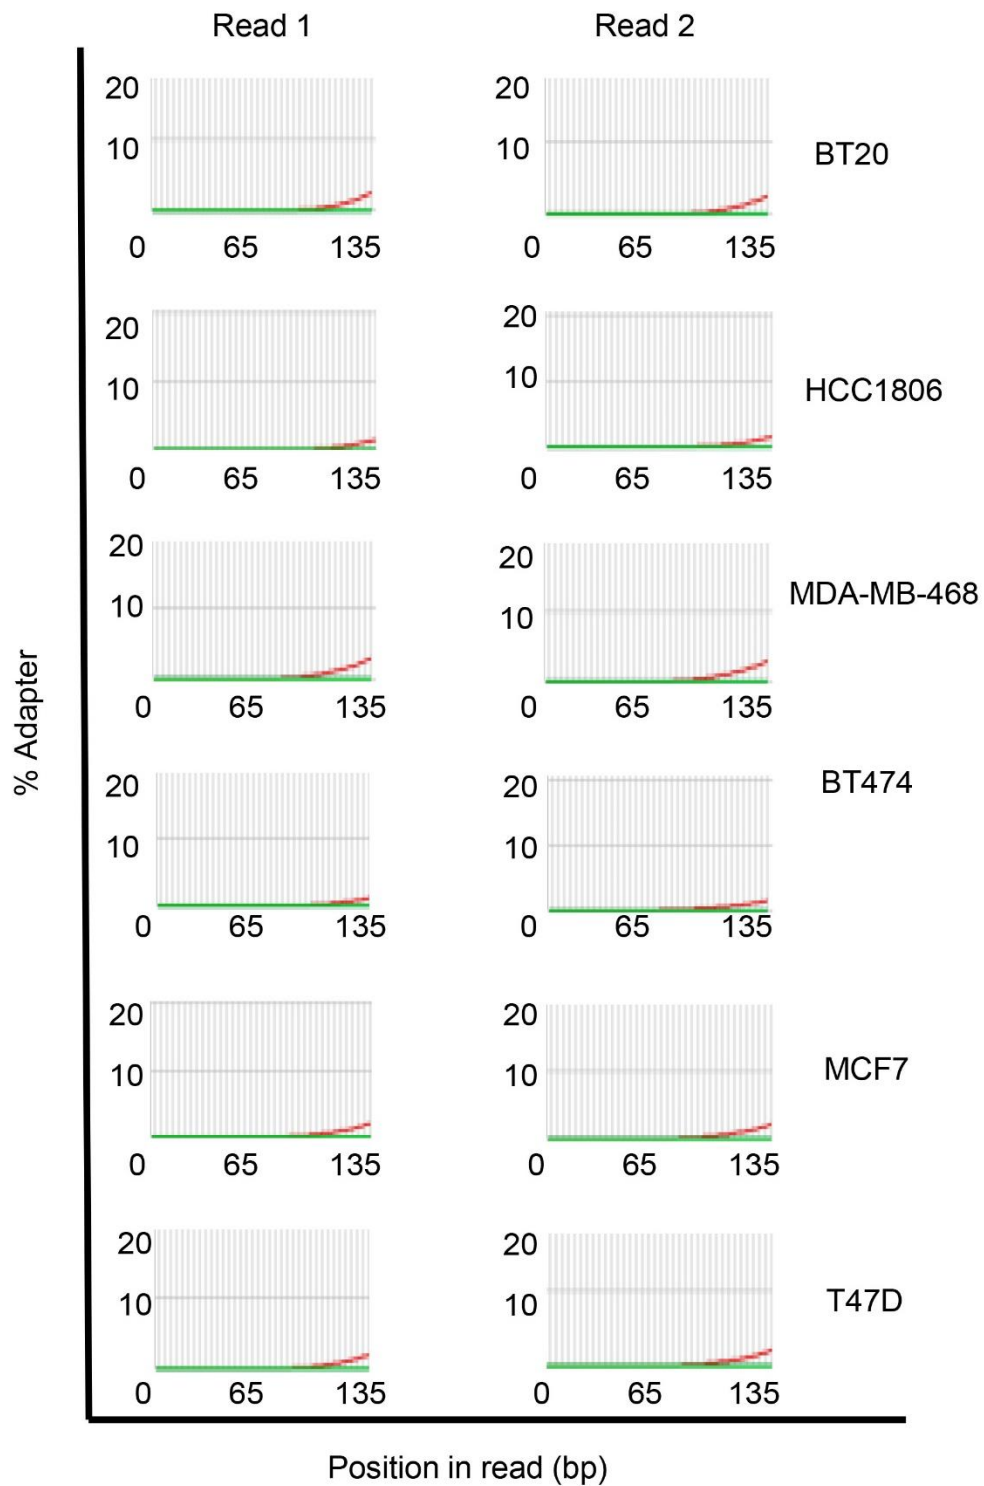 Read 1 Read 2
20 20
10 10 BT20
0 65 135 0 65 135
20 20
10 10 HCC1806
0 65 135 0 65 135
20 20
10 10 MDA-MB-468
0 65 135 0 65 135
% Adapter
20 20 BT474
10 10
0 65 135 0 65 135
20 20
10 10 MCF7
0 65 135 0 65 135
20 20
10 10 T47D
0 65 135 0 65 135
Position in read (bp)